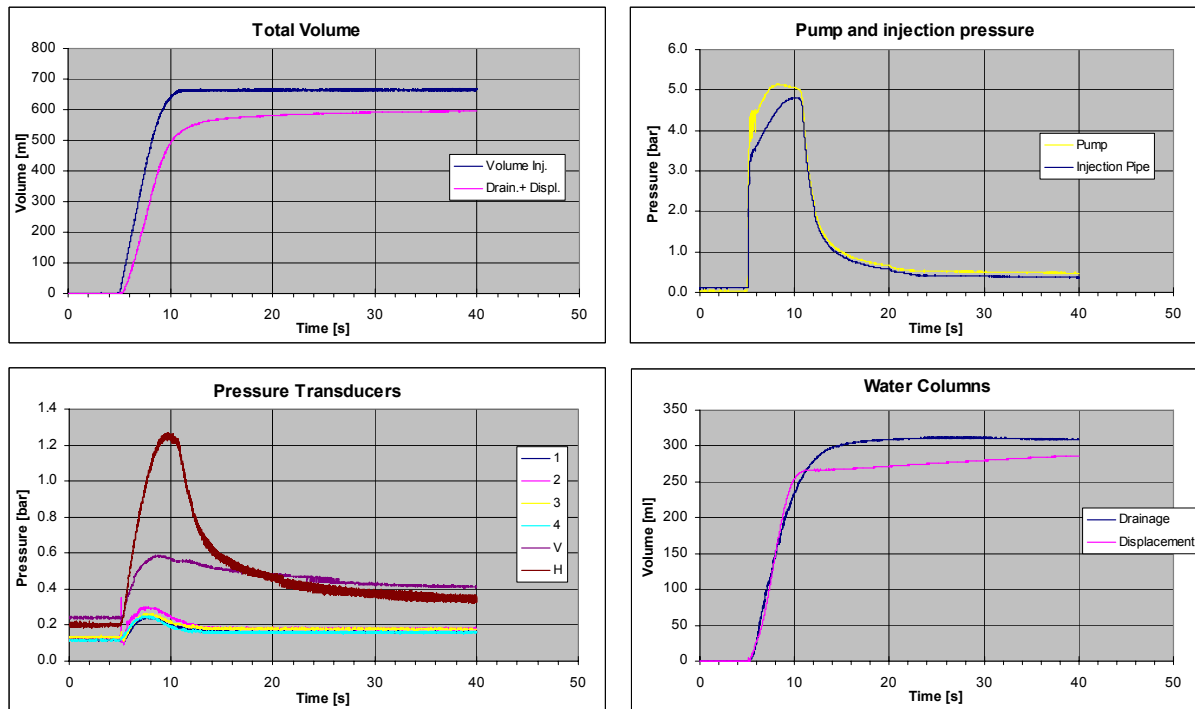 Total Volume
800
700
600
500
400
300
200
100
0
Volume [ml]
0 10 20 30 40 50
Time [s]
Volume Inj.
Drain.+ Displ.
Pump and injection pressure
6.0
5.0
4.0
3.0
2.0
1.0
0.0
Pressure [bar]
0 10 20 30 40 50
Time [s]
Pump
Injection Pipe
Pressure Transducers
1.4
1.2
1.0
0.8
0.6
0.4
0.2
0.0
Pressure [bar]
0 10 20 30 40 50
Time [s]
1
2
3
4
V
H
Water Columns
350
300
250
200
150
100
50
0
Volume [ml]
0 10 20 30 40 50
Time [s]
Drainage
Displacement